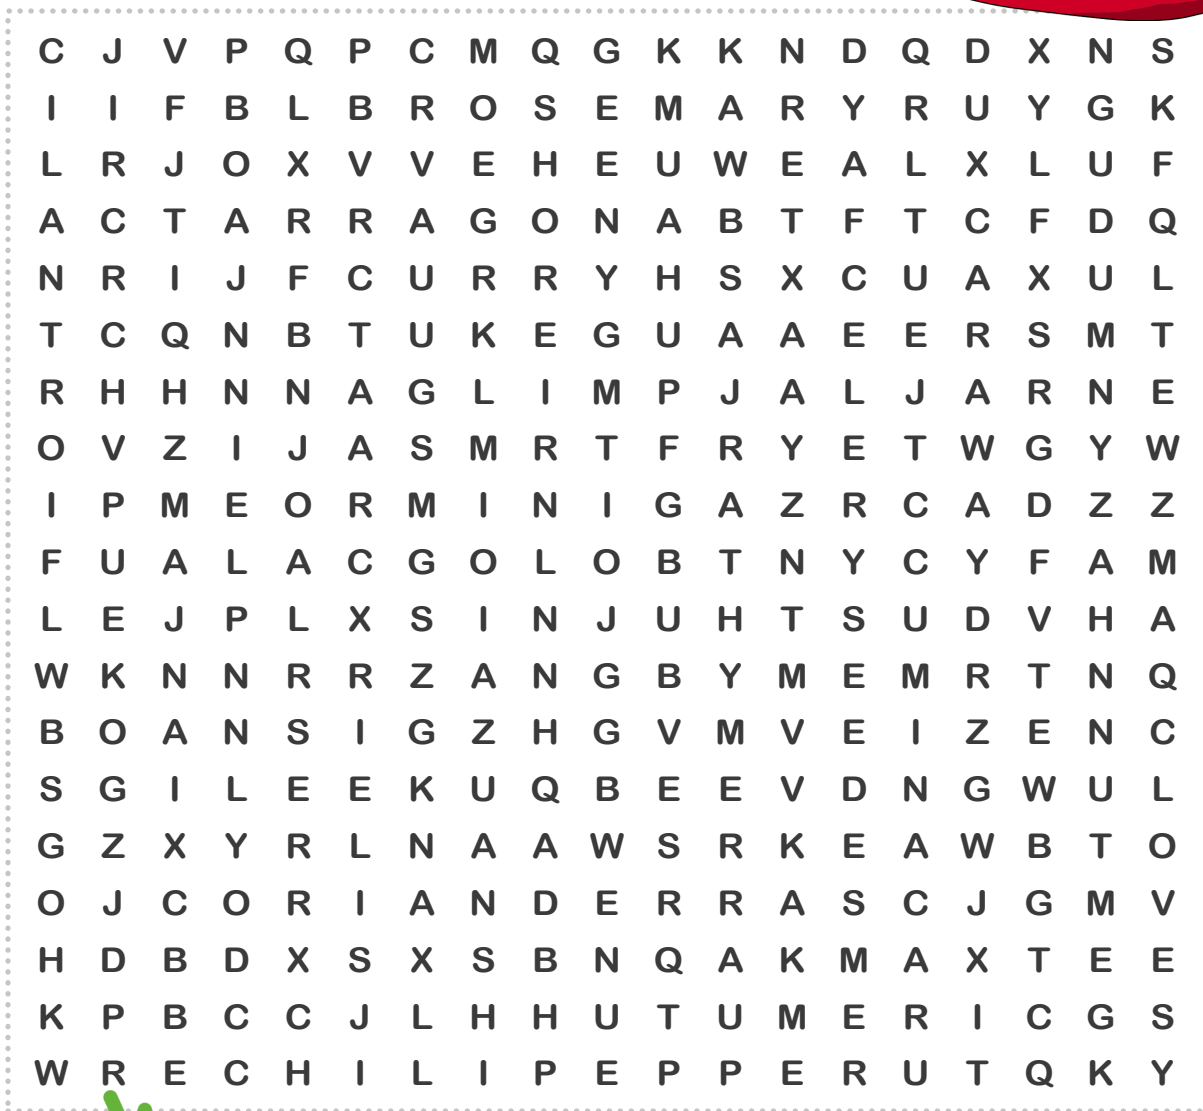 C J V P Q P C M Q G K K N D Q D X N S
I I F B L B R O S E M A R Y R U Y G K
L R J O X V V E H E U W E A L X L U F
A C T A R R A G O N A B T F T C F D Q
N R I J F C U R R Y H S X C U A X U L
T C Q N B T U K E G U A A E E R S M T
R H H N N A G L I M P J A L J A R N E
O V Z I J A S M R T F R Y E T W G Y W
I P M E O R M I N I G A Z R C A D Z Z
F U A L A C G O L O B T N Y C Y F A M
L E J P L X S I N J U H T S U D V H A
W K N N R R Z A N G B Y M E M R T N Q
B O A N S I G Z H G V M V E I Z E N C
S G I L E E K U Q B E E V D N G W U L
G Z X Y R L N A A W S R K E A W B T O
O J C O R I A N D E R R A S C J G M V
H D B D X S X S B N Q A K M A X T E E
K P B C C J L H H U T U M E R I C G S
W R E C H I L I P E P P E R U T Q K Y